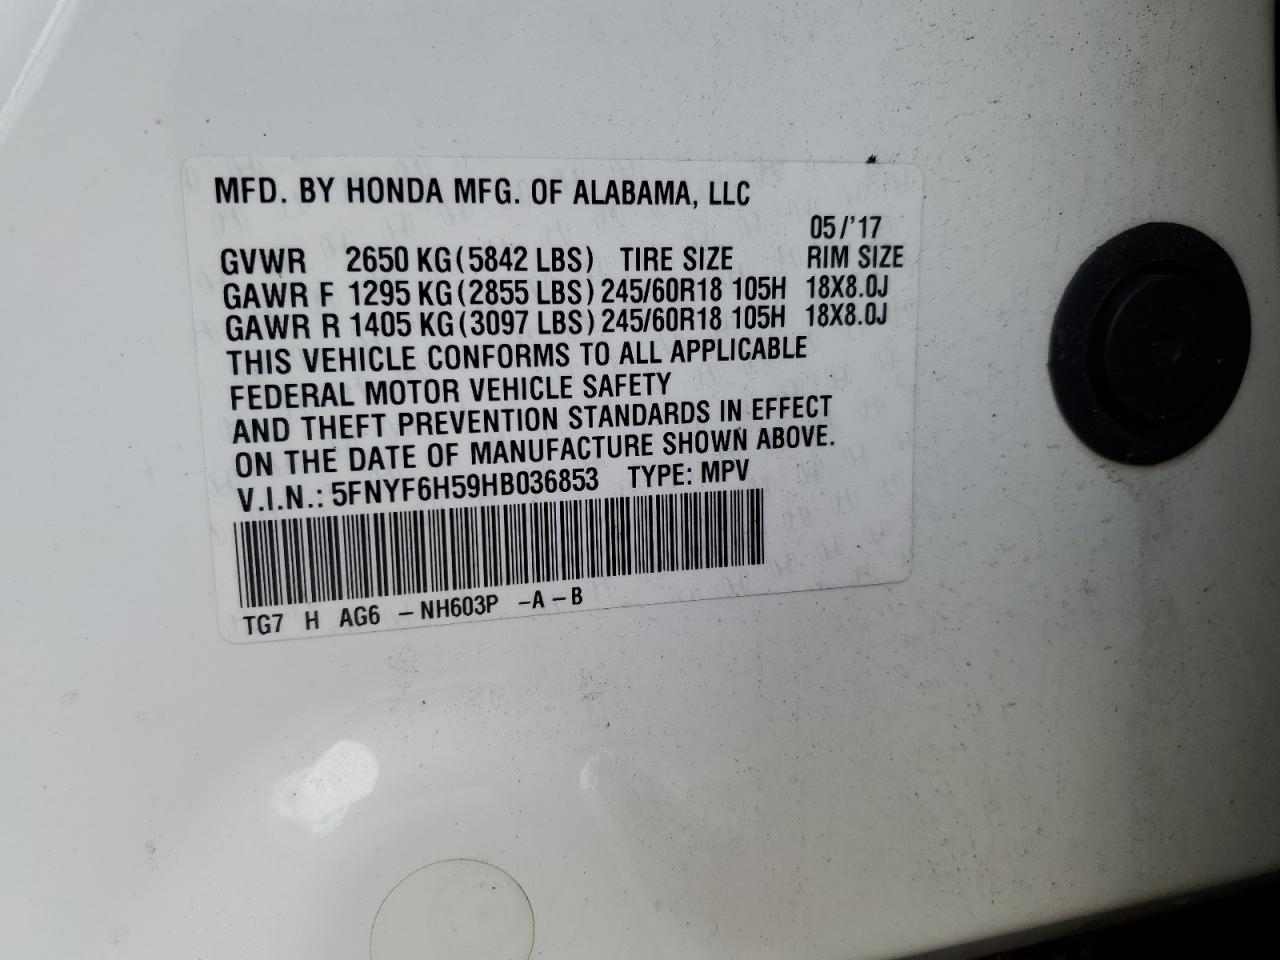 MFD. BY HONDA MFG. OF ALABAMA, LLC
05/'17
GVWR 2650 KG(5842 LBS) TIRE SIZE RIM SIZE
GAWR F 1295 KG(2855 LBS) 245/60R18 105H 18X8.0J
GAWR R 1405 KG(3097 LBS) 245/60R18 105H 18X8.0J
THIS VEHICLE CONFORMS TO ALL APPLICABLE
FEDERAL MOTOR VEHICLE SAFETY
AND THEFT PREVENTION STANDARDS IN EFFECT
ON THE DATE OF MANUFACTURE SHOWN ABOVE.
V.I.N.: 5FNYF6H59HB036853 TYPE: MPV
TG7 H AG6 -NH603P -A-B